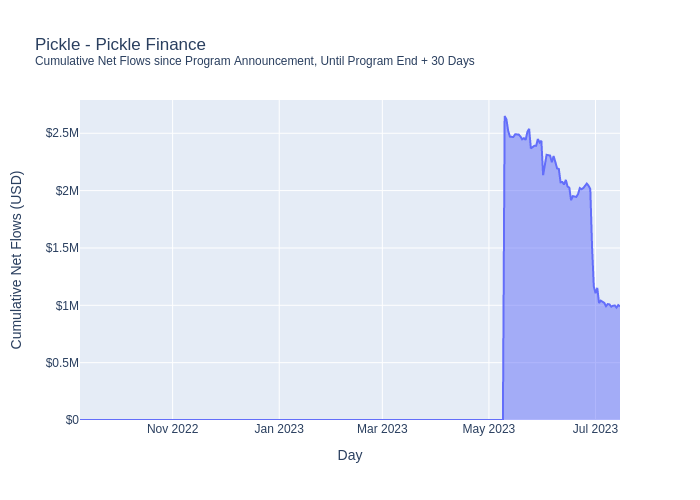 Pickle - Pickle Finance
Cumulative Net Flows since Program Announcement, Until Program End + 30 Days
Cumulative Net Flows (USD)
$2.5M
$2M
$1.5M
$1M
$0.5M
$0
Nov 2022
Jan 2023
Mar 2023
May 2023
Jul 2023
Day